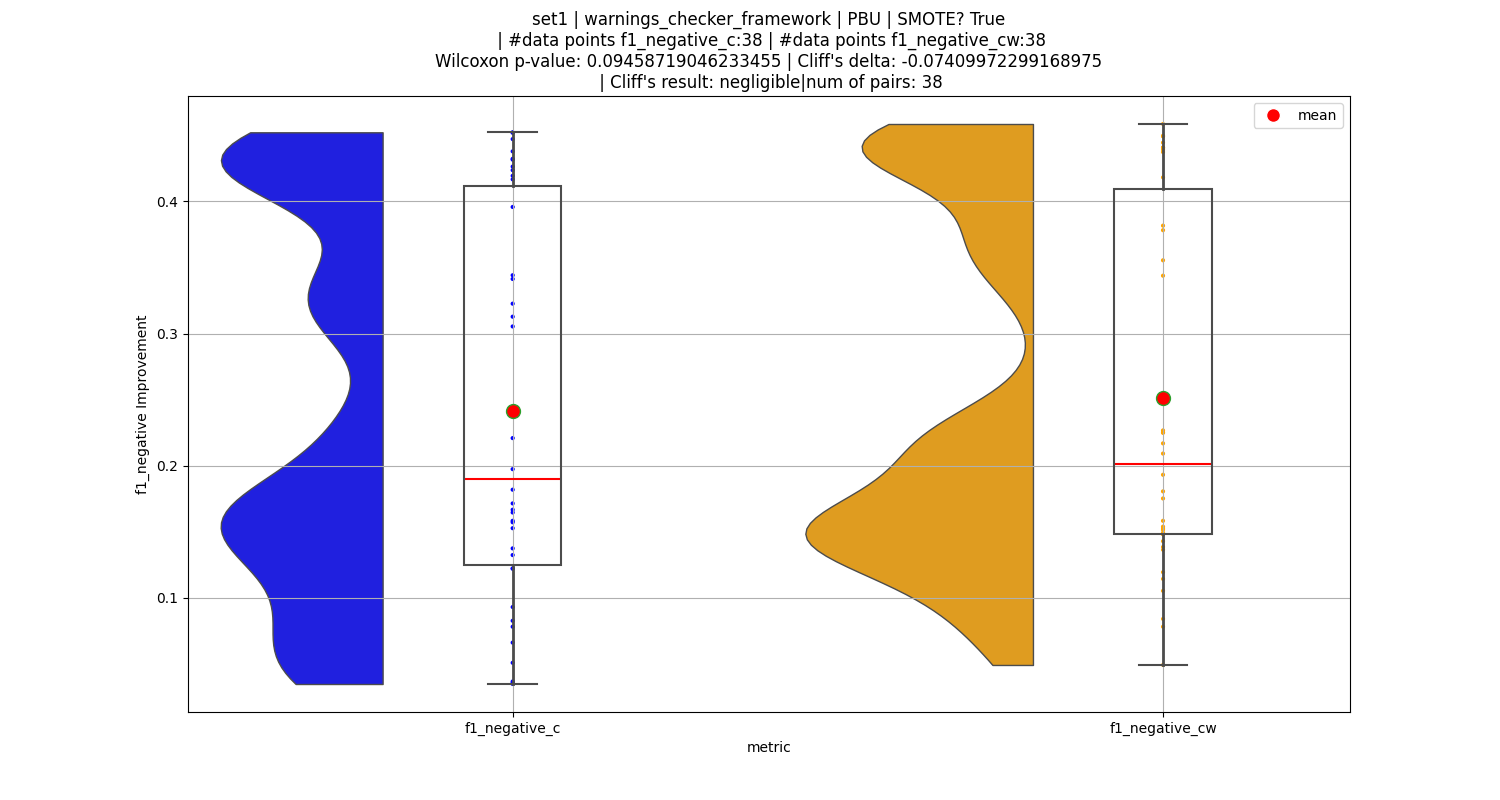 set1 | warnings_checker_framework | PBU | SMOTE? True
| #data points f1_negative_c:38 | #data points f1_negative_cw:38
Wilcoxon p-value: 0.09458719046233455 | Cliff's delta: -0.07409972299168975
| Cliff's result: negligible|num of pairs: 38
mean
f1_negative Improvement
0.4
0.3
0.2
0.1
f1_negative_c
f1_negative_cw
metric